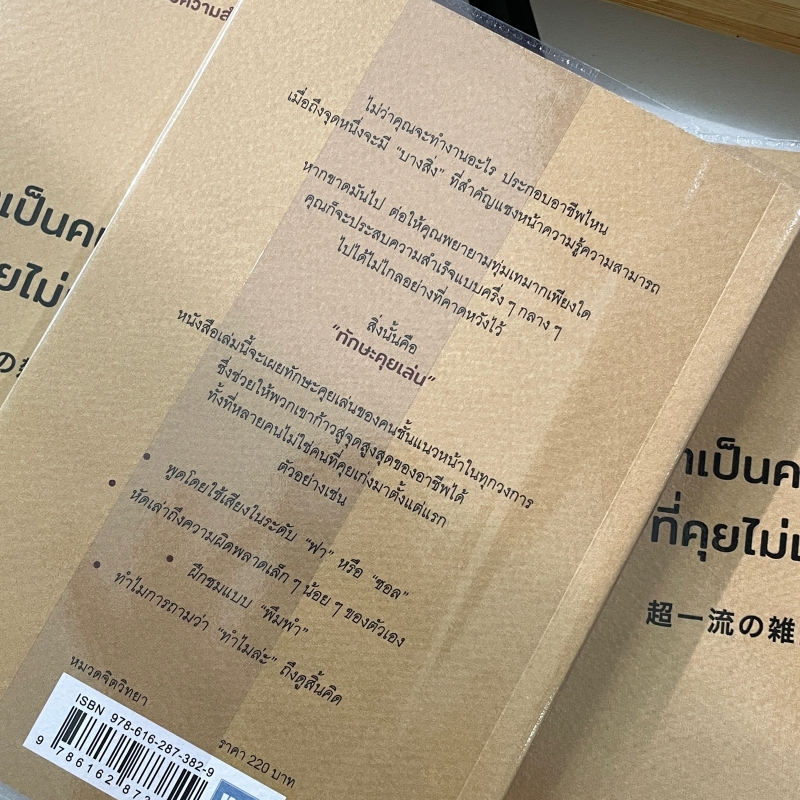 ไม่ว่าคุณจะทำงานอะไร ประกอบอาชีพไหน
เมื่อถึงจุดหนึ่งจะมี “บางสิ่ง” ที่สำคัญแซงหน้าความรู้ความสามารถ
หากขาดมันไป ต่อให้คุณพยายามทุ่มเทมากเพียงใด
คุณก็จะประสบความสำเร็จแบบครึ่ง ๆ กลาง ๆ
ไปได้ไม่ไกลอย่างที่คาดหวังไว้
สิ่งนั้นคือ
“ทักษะคุยเล่น”
หนังสือเล่มนี้จะเผยทักษะคุยเล่นของคนชั้นแนวหน้าในทุกวงการ
ซึ่งช่วยให้พวกเขาก้าวสู่จุดสูงสุดของอาชีพได้
ทั้งที่หลายคนไม่ใช่คนที่คุยเก่งมาตั้งแต่แรก
ตัวอย่างเช่น
• พูดโดยใช้เสียงในระดับ “ฟา” หรือ “ซอล”
• หัดเล่าถึงความผิดพลาดเล็ก ๆ น้อย ๆ ของตัวเอง
• ฝึกชมแบบ “พึมพำ”
• ทำไมการถามว่า “ทำไมล่ะ” ถึงดูสิ้นคิด
หมวดจิตวิทยา
ISBN 978-616-287-382-9
ราคา 220 บาท
เป็นค
ที่คุยไม่
超一流の雑
เป็นค
ยไม่
の